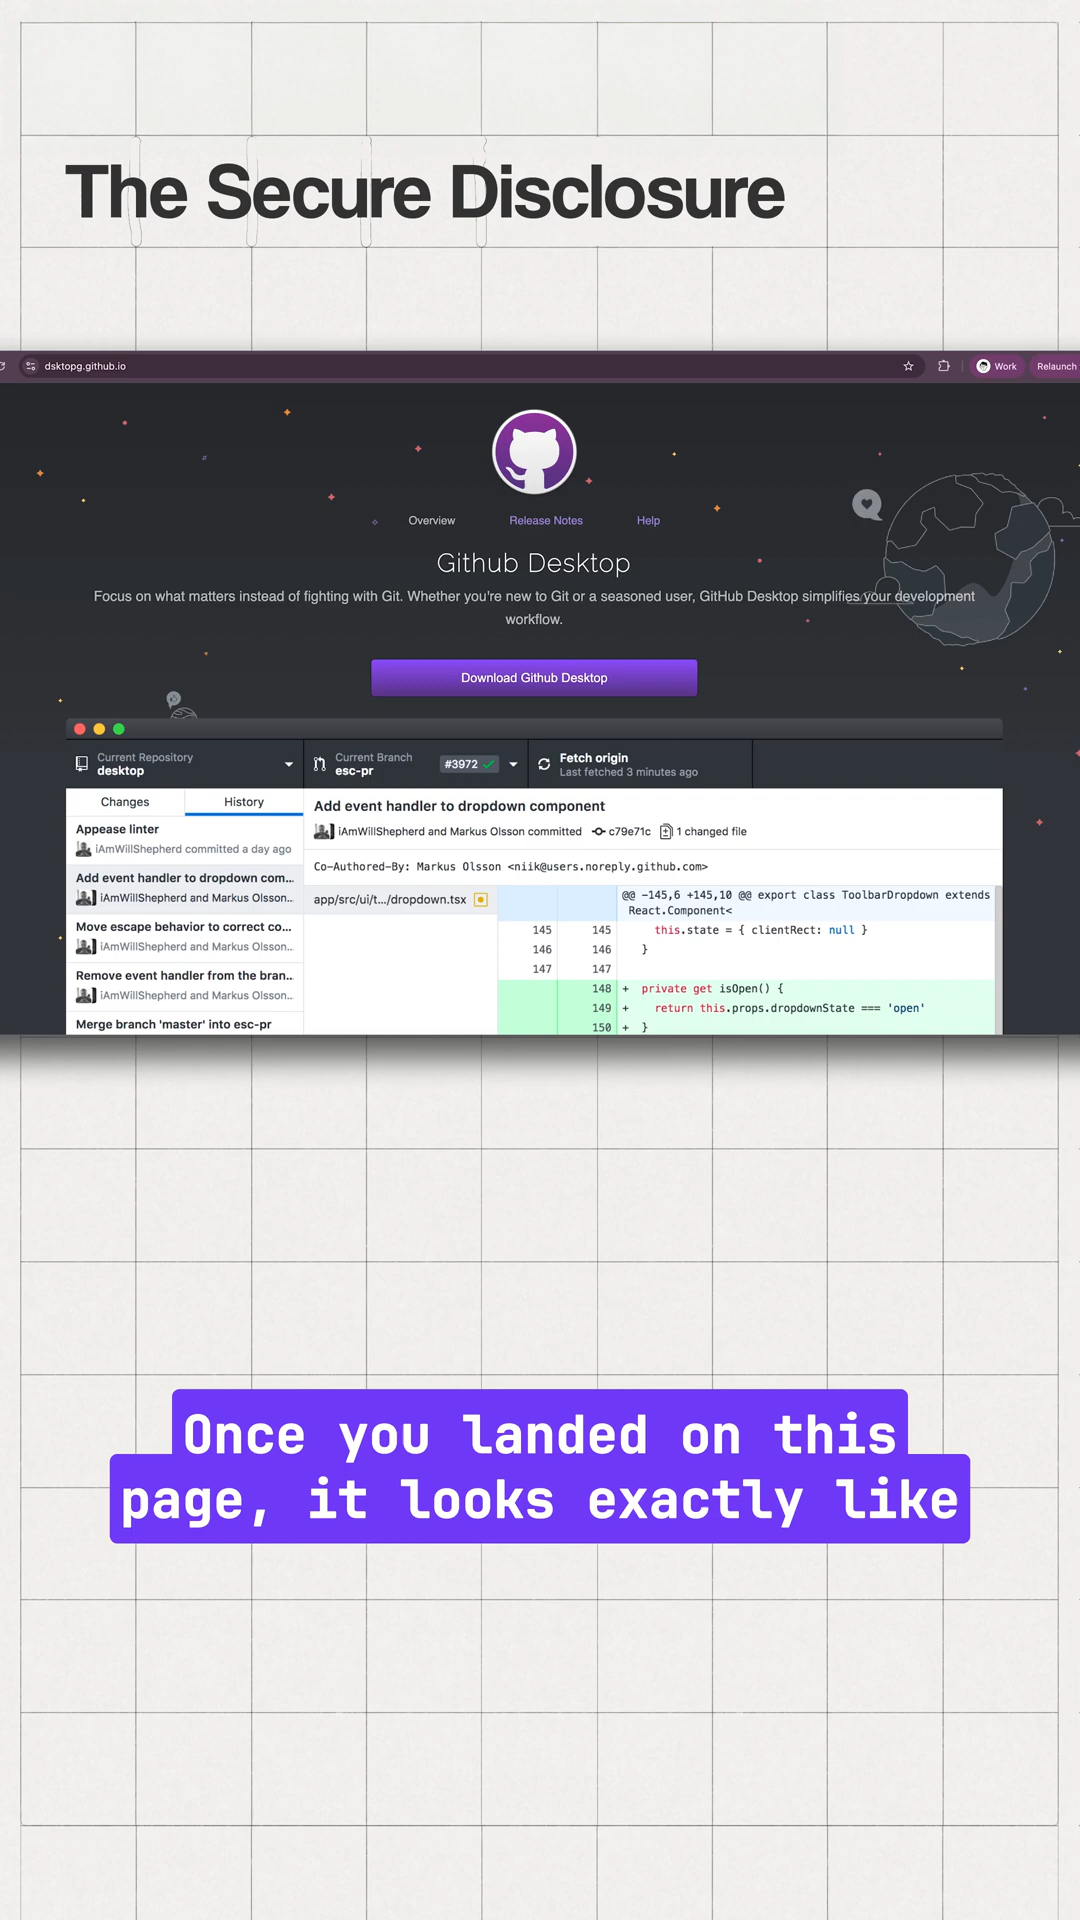 The Secure Disclosure
dsktopg.github.io
Work
Relaunch
Overview
Release Notes
Help
Github Desktop
Focus on what matters instead of fighting with Git. Whether you're new to Git or a seasoned user, GitHub Desktop simplifies your development
workflow.
Download Github Desktop
Current Repository
desktop
Current Branch
esc-pr
#3972
Fetch origin
Last fetched 3 minutes ago
Changes
History
Appease linter
iAmWillShepherd committed a day ago
Add event handler to dropdown com...
iAmWillShepherd and Markus Olsson...
Move escape behavior to correct co...
iAmWillShepherd and Markus Olsson...
Remove event handler from the bran...
iAmWillShepherd and Markus Olsson...
Merge branch 'master' into esc-pr
Add event handler to dropdown component
iAmWillShepherd and Markus Olsson committed
c79e71c
1 changed file
Co-Authored-By: Markus Olsson <niik@users.noreply.github.com>
app/src/ui/t.../dropdown.tsx
@@ -145,6 +145,10 @@ export class ToolbarDropdown extends
React.Component<
145 145 this.state = { clientRect: null }
146 146 }
147 147
148 + private get isOpen() {
149 + return this.props.dropdownState === 'open'
150 + }
Once you landed on this
page, it looks exactly like